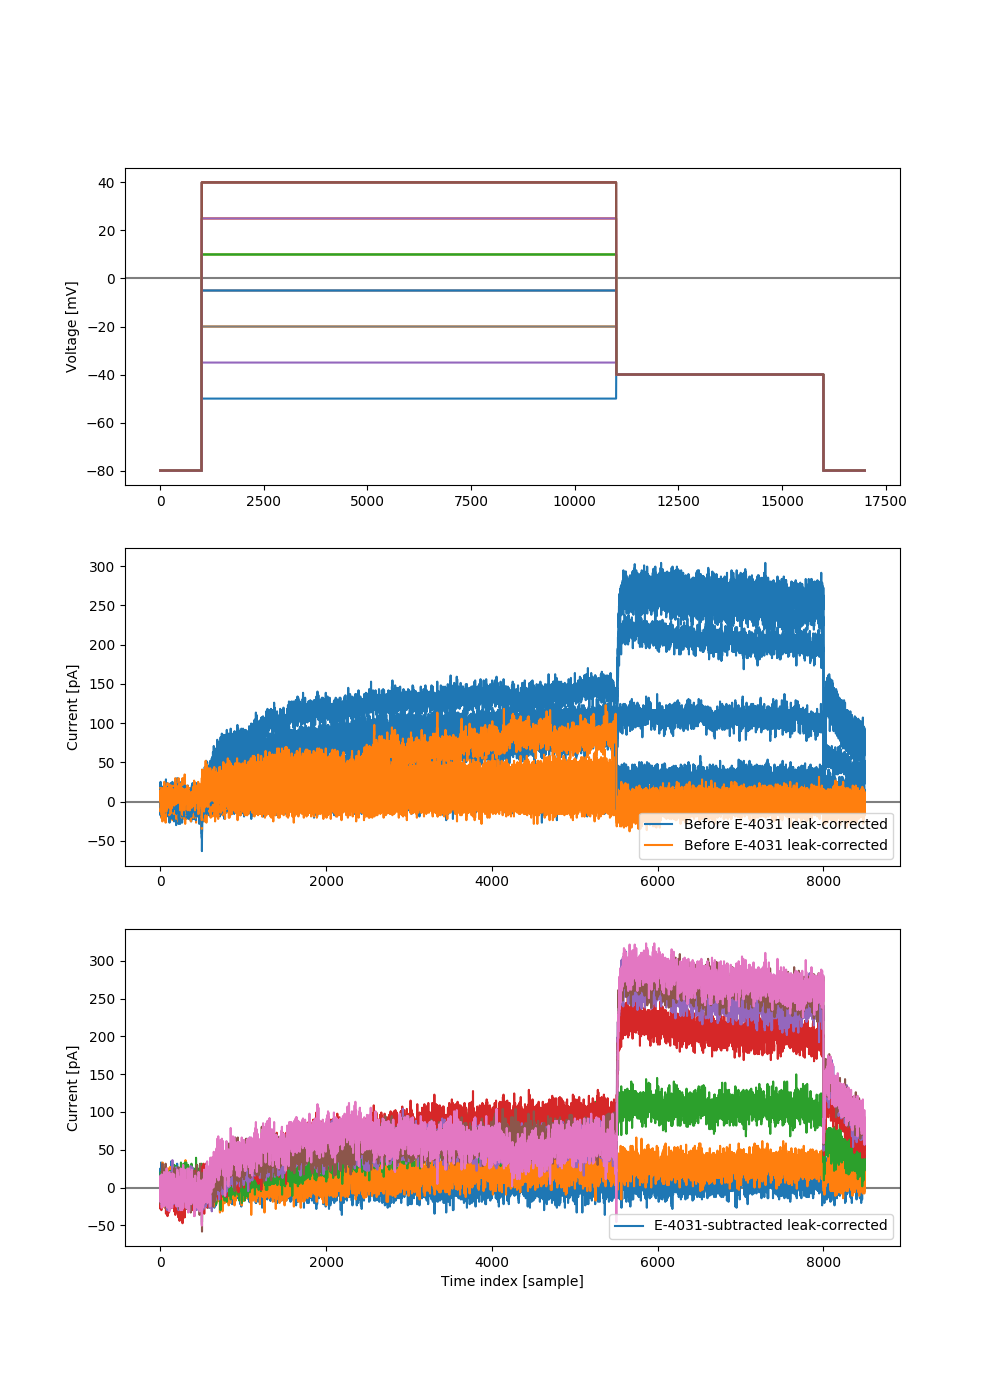 40
20
0
−20
−40
−60
−80
Voltage [mV]
0 2500 5000 7500 10000 12500 15000 17500
300
250
200
150
100
50
0
−50
Current [pA]
Before E-4031 leak-corrected
Before E-4031 leak-corrected
0 2000 4000 6000 8000
300
250
200
150
100
50
0
−50
Current [pA]
E-4031-subtracted leak-corrected
0 2000 4000 6000 8000
Time index [sample]